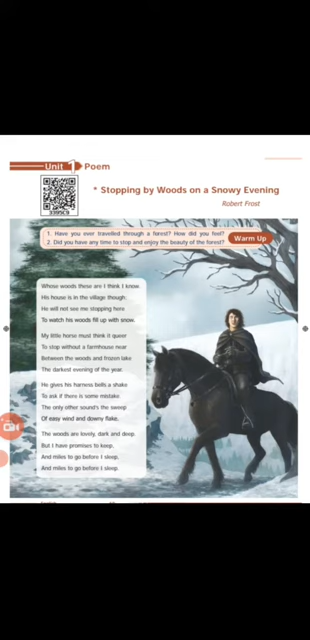 Unit 1 Poem
3395C9
* Stopping by Woods on a Snowy Evening
Robert Frost
1. Have you ever travelled through a forest? How did you feel?
2. Did you have any time to stop and enjoy the beauty of the forest?
Warm Up
Whose woods these are I think I know.
His house is in the village though
He will not see me stopping here
To watch his woods fill up with snow.
My little horse must think it queer
To stop without a farmhouse near
Between the woods and frozen lake
The darkest evening of the year.
He gives his harness bells a shake
To ask if there is some mistake
The only other sound's the sweep
Of easy wind and downy flake.
The woods are lovely, dark and deep.
But I have promises to keep.
And miles to go before I sleep,
And miles to go before I sleep.